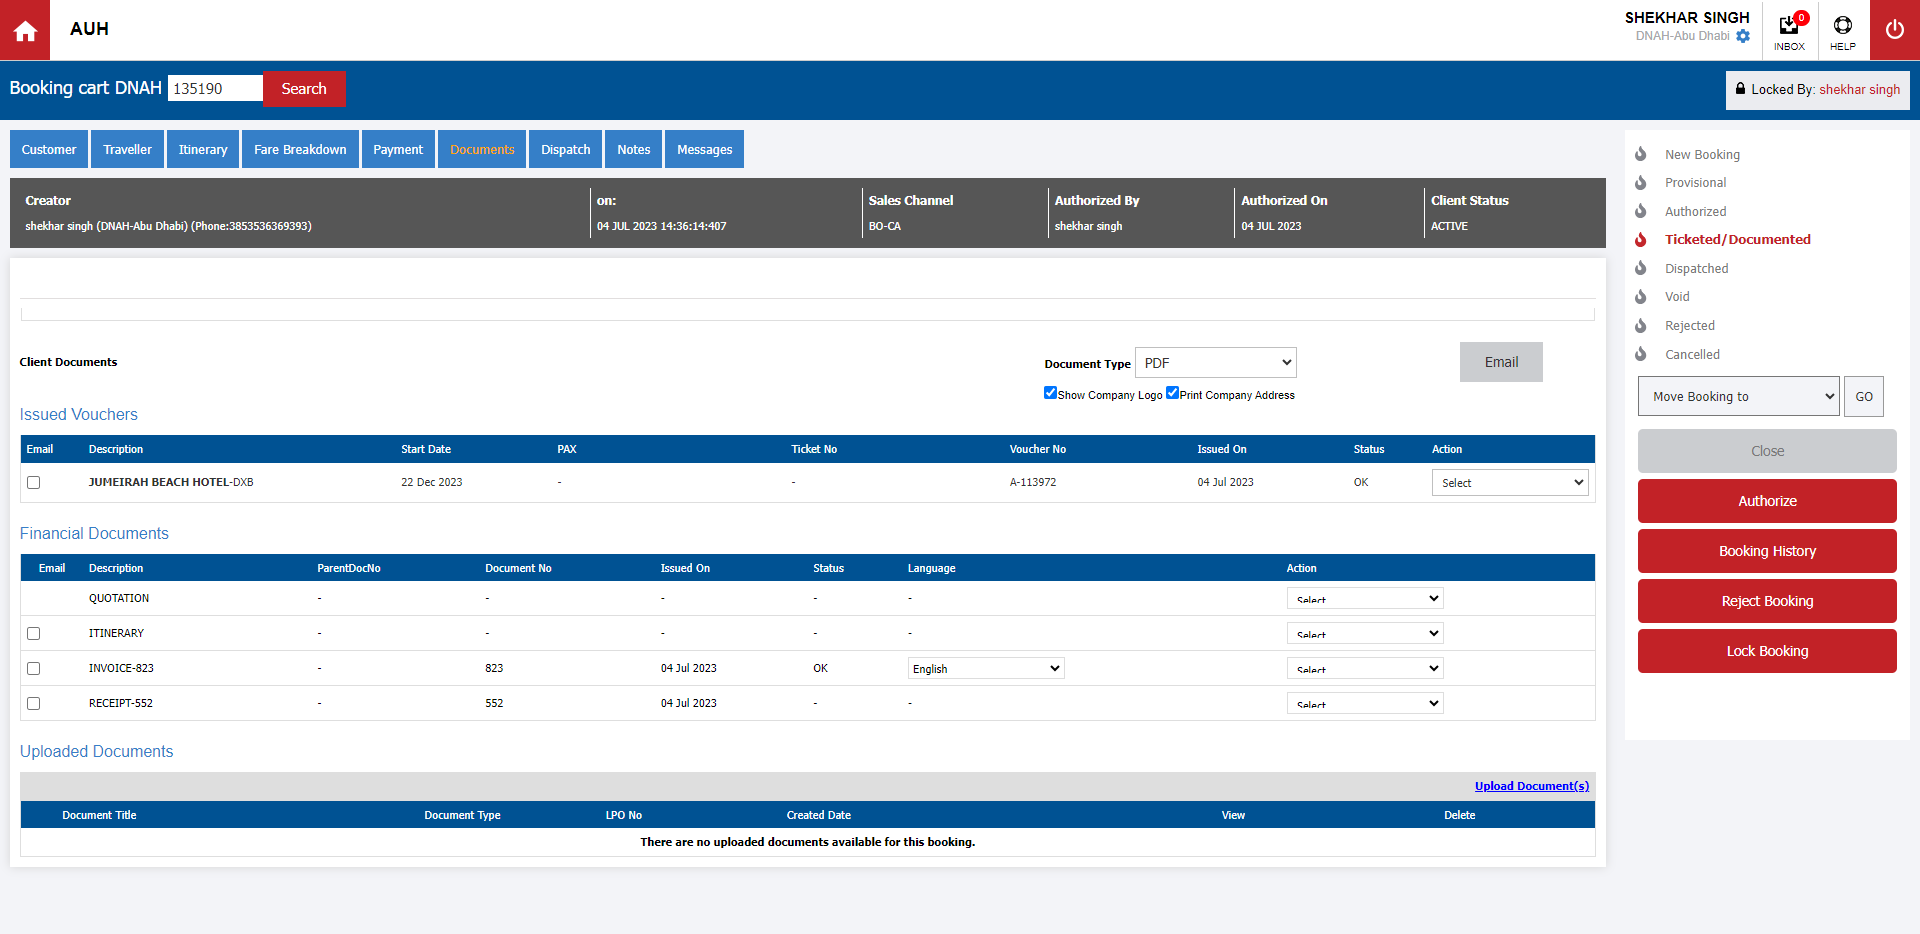 AUH
SHEKHAR SINGH
DNAH-Abu Dhabi
0
INBOX
HELP
Booking cart DNAH 135190 Search
Locked By: shekhar singh
Customer Traveller Itinerary Fare Breakdown Payment Documents Dispatch Notes Messages
Creator on: Sales Channel Authorized By Authorized On Client Status
shekhar singh (DNAH-Abu Dhabi) (Phone:3853536369393) 04 JUL 2023 14:36:14:407 BO-CA shekhar singh 04 JUL 2023 ACTIVE
Client Documents Document Type PDF Email
Show Company Logo Print Company Address
Issued Vouchers
Email Description Start Date PAX Ticket No Voucher No Issued On Status Action
JUMEIRAH BEACH HOTEL-DXB 22 Dec 2023 - - A-113972 04 Jul 2023 OK Select
Financial Documents
Email Description ParentDocNo Document No Issued On Status Language Action
QUOTATION - - - - - Select
ITINERARY - - - - - Select
INVOICE-823 - 823 04 Jul 2023 OK English Select
RECEIPT-552 - 552 04 Jul 2023 - - Select
Uploaded Documents
Upload Document(s)
Document Title Document Type LPO No Created Date View Delete
There are no uploaded documents available for this booking.
New Booking
Provisional
Authorized
Ticketed/Documented
Dispatched
Void
Rejected
Cancelled
Move Booking to GO
Close
Authorize
Booking History
Reject Booking
Lock Booking